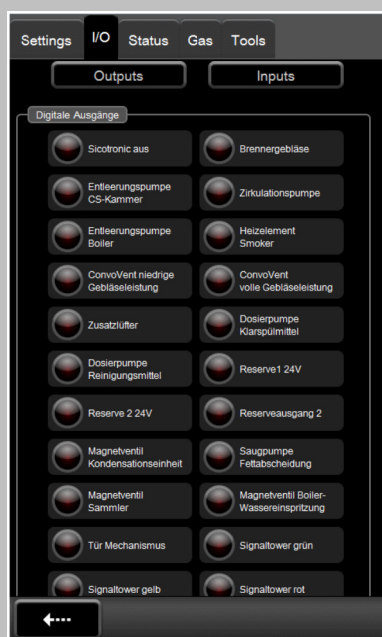 Settings
I/O
Status
Gas
Tools
Outputs
Inputs
Digitale Ausgänge
Sicotronic aus
Brennergebläse
Entleerungspumpe
CS-Kammer
Zirkulationspumpe
Entleerungspumpe
Boiler
Heizelement
Smoker
ConvoVent niedrige
Gebläseleistung
ConvoVent
volle Gebläseleistung
Zusatzlüfter
Dosierpumpe
Klarspülmittel
Dosierpumpe
Reinigungsmittel
Reserve1 24V
Reserve 2 24V
Reserveausgang 2
Magnetventil
Kondensationseinheit
Saugpumpe
Fettabscheidung
Magnetventil
Sammler
Magnetventil Boiler-
Wassereinspritzung
Tür Mechanismus
Signaltower grün
Signaltower gelb
Signaltower rot